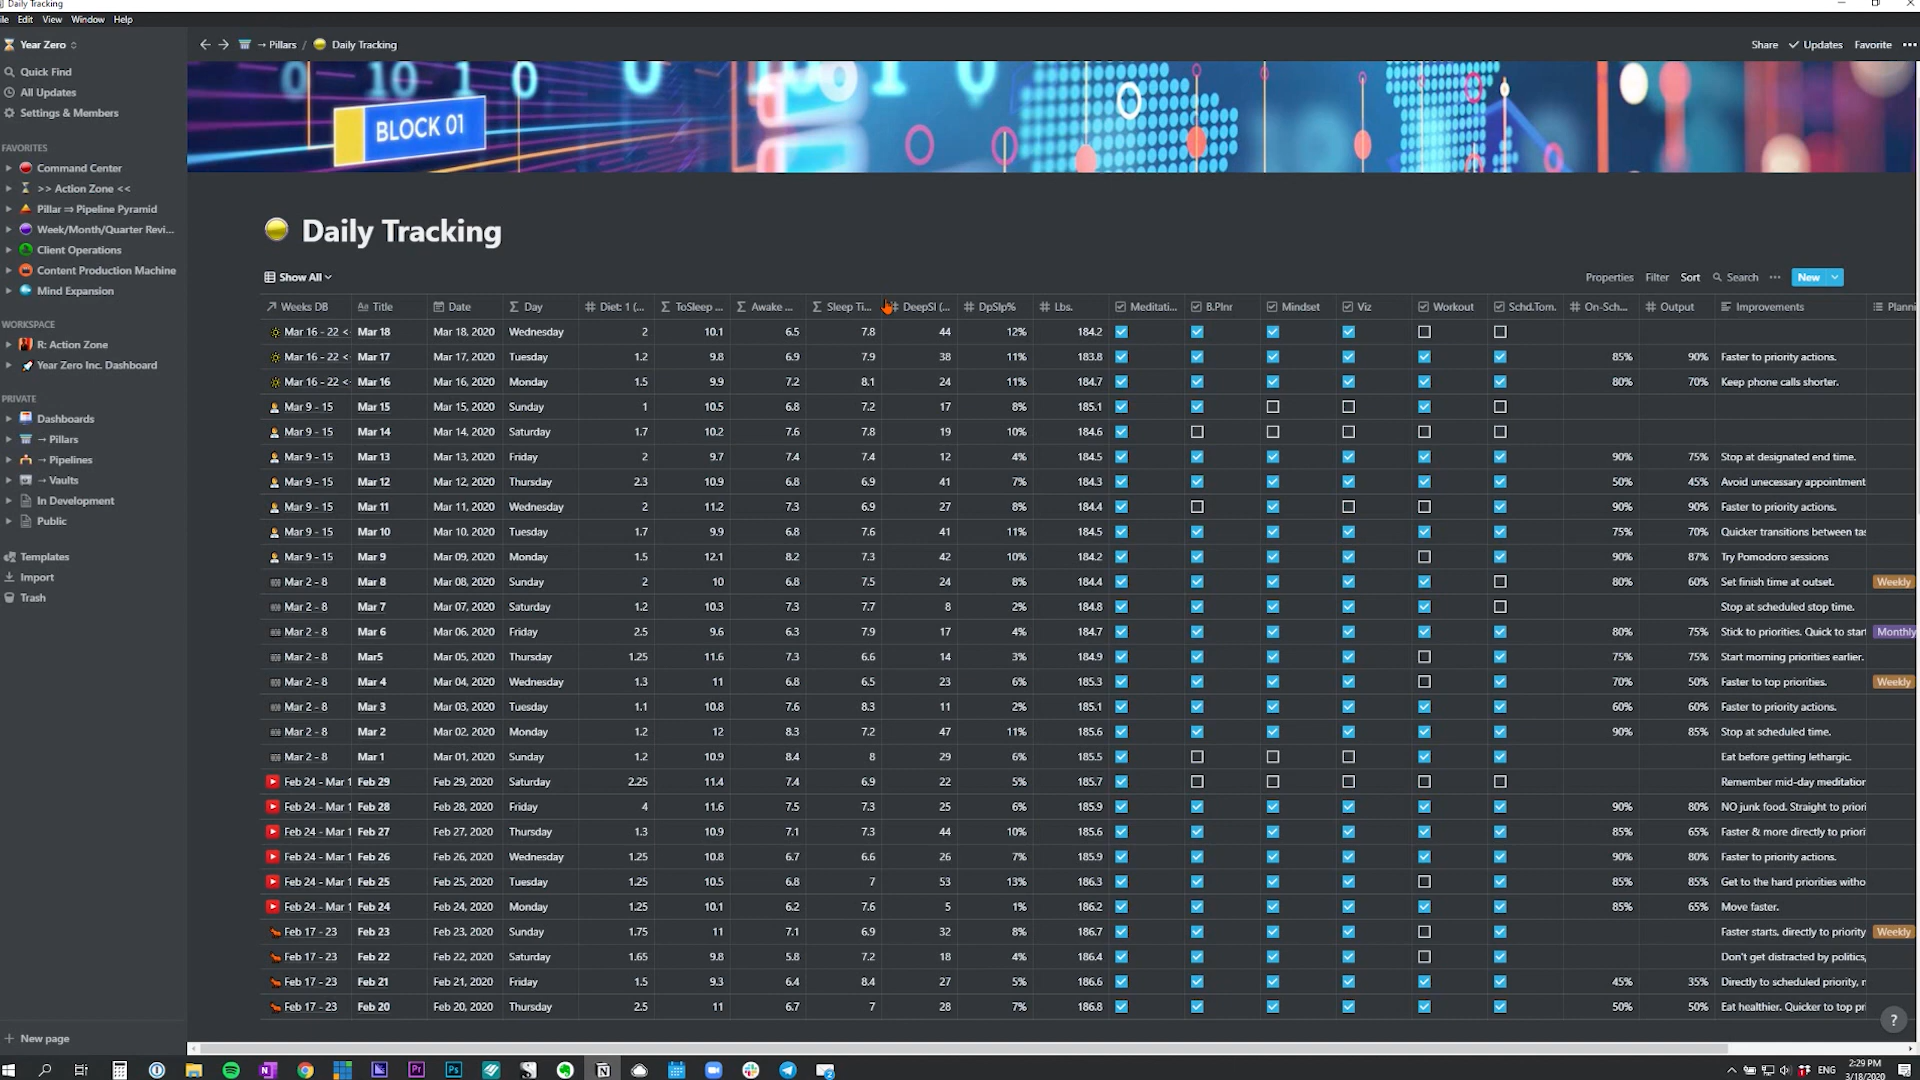 Daily Tracking
Edit View Window Help
Year Zero
Quick Find
All Updates
Settings & Members
FAVORITES
Command Center
>> Action Zone <<
Pillar ⇒ Pipeline Pyramid
Week/Month/Quarter Revi...
Client Operations
Content Production Machine
Mind Expansion
WORKSPACE
R: Action Zone
Year Zero Inc. Dashboard
PRIVATE
Dashboards
→ Pillars
→ Pipelines
→ Vaults
In Development
Public
Templates
Import
Trash
New page
→ Pillars / Daily Tracking
Share Updates Favorite
BLOCK 01
Daily Tracking
Show All
Properties Filter Sort Search New
Weeks DB Title Date Day Diet: 1 (... ToSleep ... Awake ... Sleep Ti... DeepSl (... DpSlp% Lbs. Meditati... B.Plnr Mindset Viz Workout Schd.Tom. On-Sch... Output Improvements Planni
Mar 16 - 22 < Mar 18 Mar 18, 2020 Wednesday 2 10.1 6.5 7.8 44 12% 184.2
Mar 16 - 22 < Mar 17 Mar 17, 2020 Tuesday 1.2 9.8 6.9 7.9 38 11% 183.8 85% 90% Faster to priority actions.
Mar 16 - 22 < Mar 16 Mar 16, 2020 Monday 1.5 9.9 7.2 8.1 24 11% 184.7 80% 70% Keep phone calls shorter.
Mar 9 - 15 Mar 15 Mar 15, 2020 Sunday 1 10.5 6.8 7.2 17 8% 185.1
Mar 9 - 15 Mar 14 Mar 14, 2020 Saturday 1.7 10.2 7.6 7.8 19 10% 184.6
Mar 9 - 15 Mar 13 Mar 13, 2020 Friday 2 9.7 7.4 7.4 12 4% 184.5 90% 75% Stop at designated end time.
Mar 9 - 15 Mar 12 Mar 12, 2020 Thursday 2.3 10.9 6.8 6.9 41 7% 184.3 50% 45% Avoid unecessary appointment
Mar 9 - 15 Mar 11 Mar 11, 2020 Wednesday 2 11.2 7.3 6.9 27 8% 184.4 90% 90% Faster to priority actions.
Mar 9 - 15 Mar 10 Mar 10, 2020 Tuesday 1.7 9.9 6.8 7.6 41 11% 184.5 75% 70% Quicker transitions between tas
Mar 9 - 15 Mar 9 Mar 09, 2020 Monday 1.5 12.1 8.2 7.3 42 10% 184.2 90% 87% Try Pomodoro sessions
Mar 2 - 8 Mar 8 Mar 08, 2020 Sunday 2 10 6.8 7.5 24 8% 184.4 80% 60% Set finish time at outset. Weekly
Mar 2 - 8 Mar 7 Mar 07, 2020 Saturday 1.2 10.3 7.3 7.7 8 2% 184.8 Stop at scheduled stop time.
Mar 2 - 8 Mar 6 Mar 06, 2020 Friday 2.5 9.6 6.3 7.9 17 4% 184.7 80% 75% Stick to priorities. Quick to start Monthly
Mar 2 - 8 Mar5 Mar 05, 2020 Thursday 1.25 11.6 7.3 6.6 14 3% 184.9 75% 75% Start morning priorities earlier.
Mar 2 - 8 Mar 4 Mar 04, 2020 Wednesday 1.3 11 6.8 6.5 23 6% 185.3 70% 50% Faster to top priorities. Weekly
Mar 2 - 8 Mar 3 Mar 03, 2020 Tuesday 1.1 10.8 7.6 8.3 11 2% 185.1 60% 60% Faster to priority actions.
Mar 2 - 8 Mar 2 Mar 02, 2020 Monday 1.2 12 8.3 7.2 47 11% 185.6 90% 85% Stop at scheduled time.
Mar 2 - 8 Mar 1 Mar 01, 2020 Sunday 1.2 10.9 8.4 8 29 6% 185.5 Eat before getting lethargic.
Feb 24 - Mar 1 Feb 29 Feb 29, 2020 Saturday 2.25 11.4 7.4 6.9 22 5% 185.7 Remember mid-day meditation
Feb 24 - Mar 1 Feb 28 Feb 28, 2020 Friday 4 11.6 7.5 7.3 25 6% 185.9 90% 80% NO junk food. Straight to priori
Feb 24 - Mar 1 Feb 27 Feb 27, 2020 Thursday 1.3 10.9 7.1 7.3 44 10% 185.6 85% 65% Faster & more directly to priori
Feb 24 - Mar 1 Feb 26 Feb 26, 2020 Wednesday 1.25 10.8 6.7 6.6 26 7% 185.9 90% 80% Faster to priority actions.
Feb 24 - Mar 1 Feb 25 Feb 25, 2020 Tuesday 1.25 10.5 6.8 7 53 13% 186.3 85% 85% Get to the hard priorities witho
Feb 24 - Mar 1 Feb 24 Feb 24, 2020 Monday 1.25 10.1 6.2 7.6 5 1% 186.2 85% 65% Move faster.
Feb 17 - 23 Feb 23 Feb 23, 2020 Sunday 1.75 11 7.1 6.9 32 8% 186.7 Faster starts, directly to priority Weekly
Feb 17 - 23 Feb 22 Feb 22, 2020 Saturday 1.65 9.8 5.8 7.2 18 4% 186.4 Don't get distracted by politics,
Feb 17 - 23 Feb 21 Feb 21, 2020 Friday 1.5 9.3 6.4 8.4 27 5% 186.6 45% 35% Directly to scheduled priority, r
Feb 17 - 23 Feb 20 Feb 20, 2020 Thursday 2.5 11 6.7 7 28 7% 186.8 50% 50% Eat healthier. Quicker to top pri
ENG
2:29 PM
3/18/2020